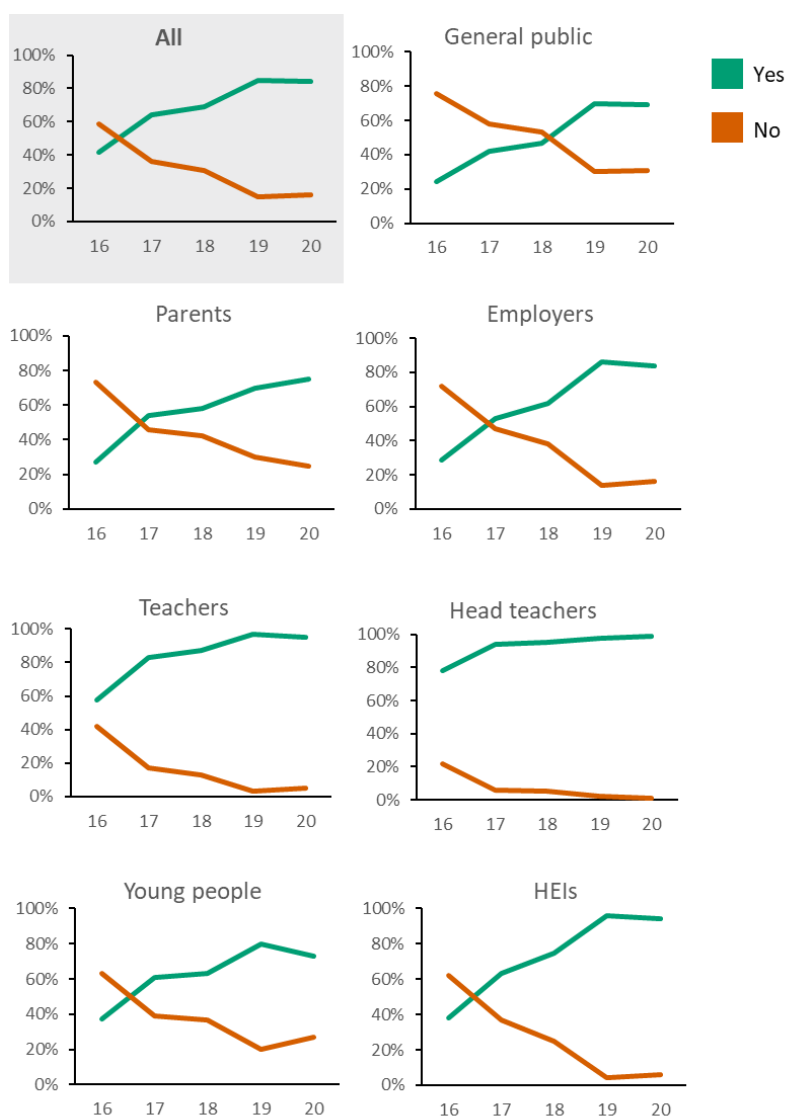 All
100%
80%
60%
40%
20%
0%
16 17 18 19 20
General public
100%
80%
60%
40%
20%
0%
16 17 18 19 20
Yes
No
Parents
100%
80%
60%
40%
20%
0%
16 17 18 19 20
Employers
100%
80%
60%
40%
20%
0%
16 17 18 19 20
Teachers
100%
80%
60%
40%
20%
0%
16 17 18 19 20
Head teachers
100%
80%
60%
40%
20%
0%
16 17 18 19 20
Young people
100%
80%
60%
40%
20%
0%
16 17 18 19 20
HEIs
100%
80%
60%
40%
20%
0%
16 17 18 19 20